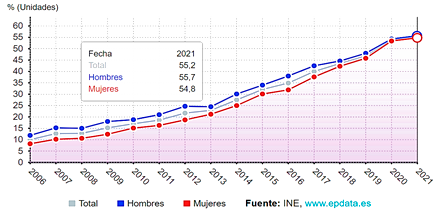 % (Unidades)
60
55
50
45
40
35
30
25
20
15
10
5
0
Fecha 2021
Total 55,2
Hombres 55,7
Mujeres 54,8
2006 2007 2008 2009 2010 2011 2012 2013 2014 2015 2016 2017 2018 2019 2020 2021
Total Hombres Mujeres Fuente: INE, www.epdata.es